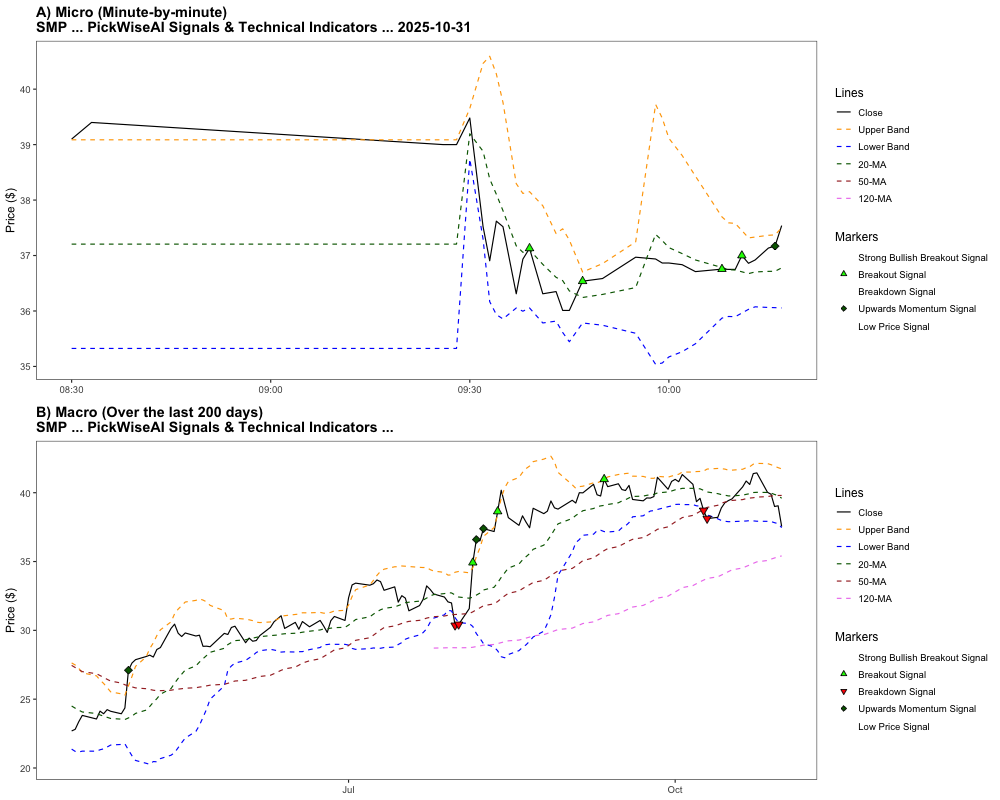 A) Micro (Minute-by-minute)
SMP ... PickWiseAI Signals & Technical Indicators ... 2025-10-31
Price ($)
40
39
38
37
36
35
08:30
09:00
09:30
10:00
Lines
Close
Upper Band
Lower Band
20-MA
50-MA
120-MA
Markers
Strong Bullish Breakout Signal
Breakout Signal
Breakdown Signal
Upwards Momentum Signal
Low Price Signal
B) Macro (Over the last 200 days)
SMP ... PickWiseAI Signals & Technical Indicators ...
Price ($)
40
35
30
25
20
Jul
Oct
Lines
Close
Upper Band
Lower Band
20-MA
50-MA
120-MA
Markers
Strong Bullish Breakout Signal
Breakout Signal
Breakdown Signal
Upwards Momentum Signal
Low Price Signal